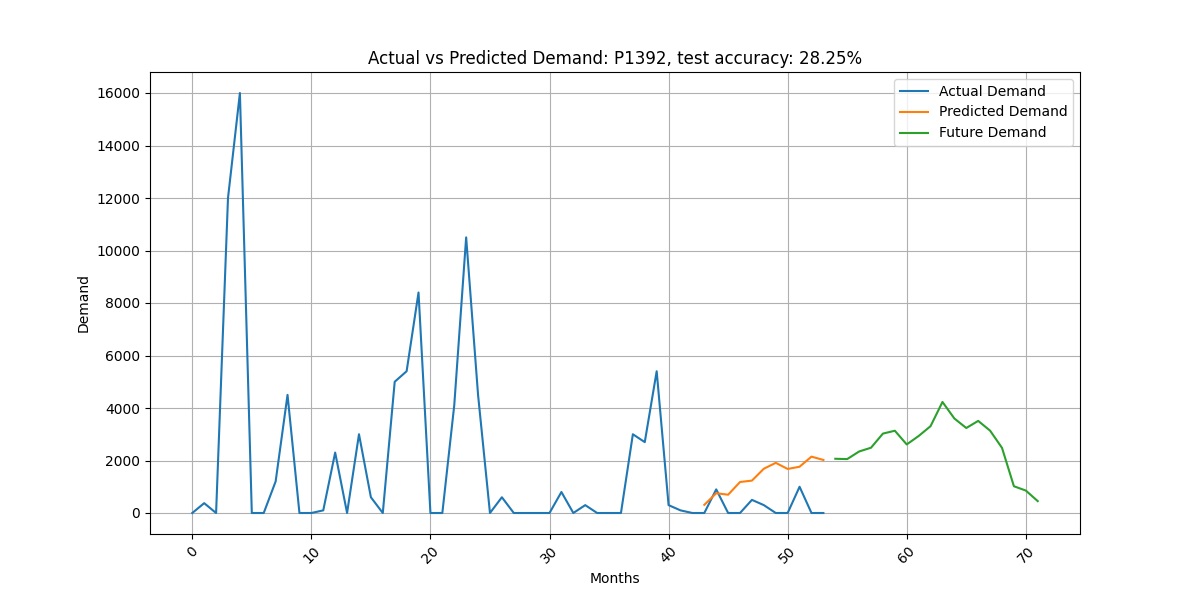 Actual vs Predicted Demand: P1392, test accuracy: 28.25%
Actual Demand
Predicted Demand
Future Demand
Demand
16000
14000
12000
10000
8000
6000
4000
2000
0
0 10 20 30 40 50 60 70
Months